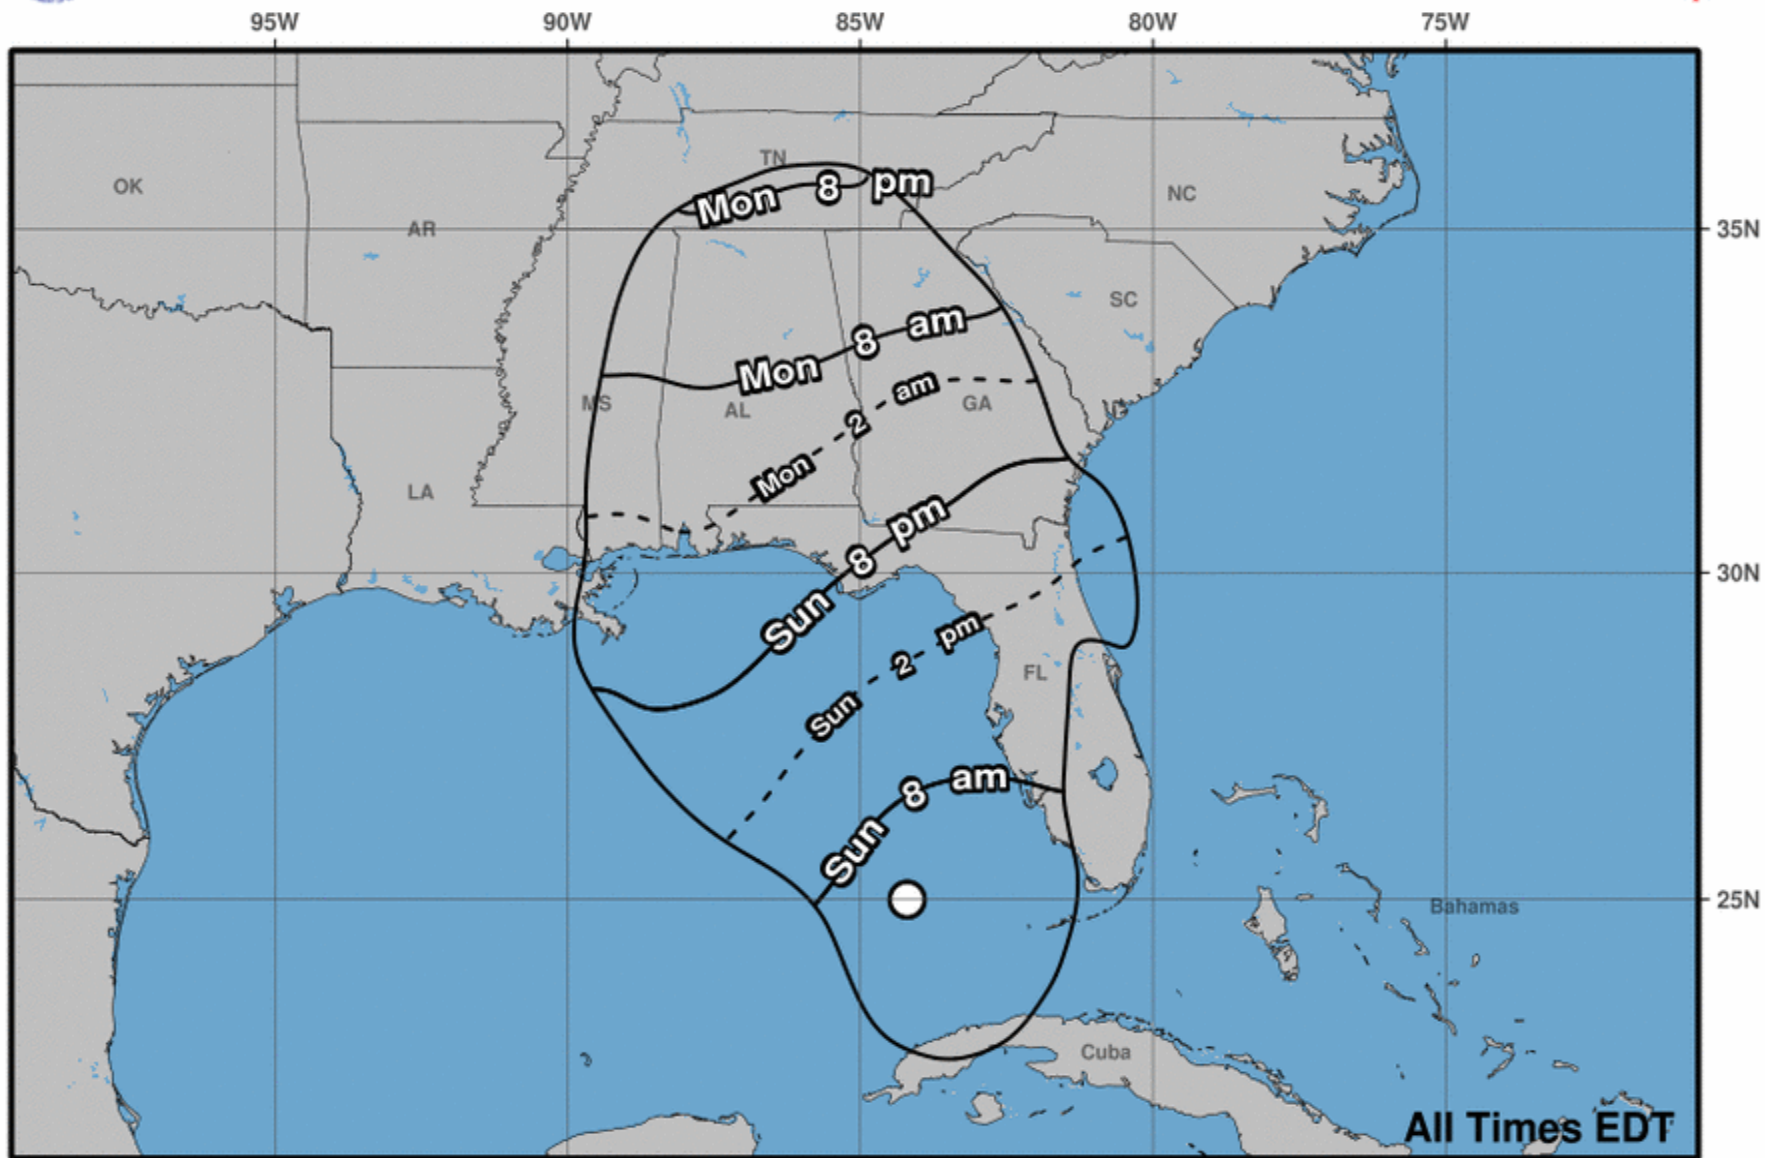 95W 90W 85W 80W 75W
TN
Mon 8 pm
OK
NC
AR
35N
SC
Mon 8 am
MS
AL
Mon 2 am
GA
LA
Sun 8 pm
30N
Sun 2 pm
FL
Sun 8 am
25N
Bahamas
Cuba
All Times EDT